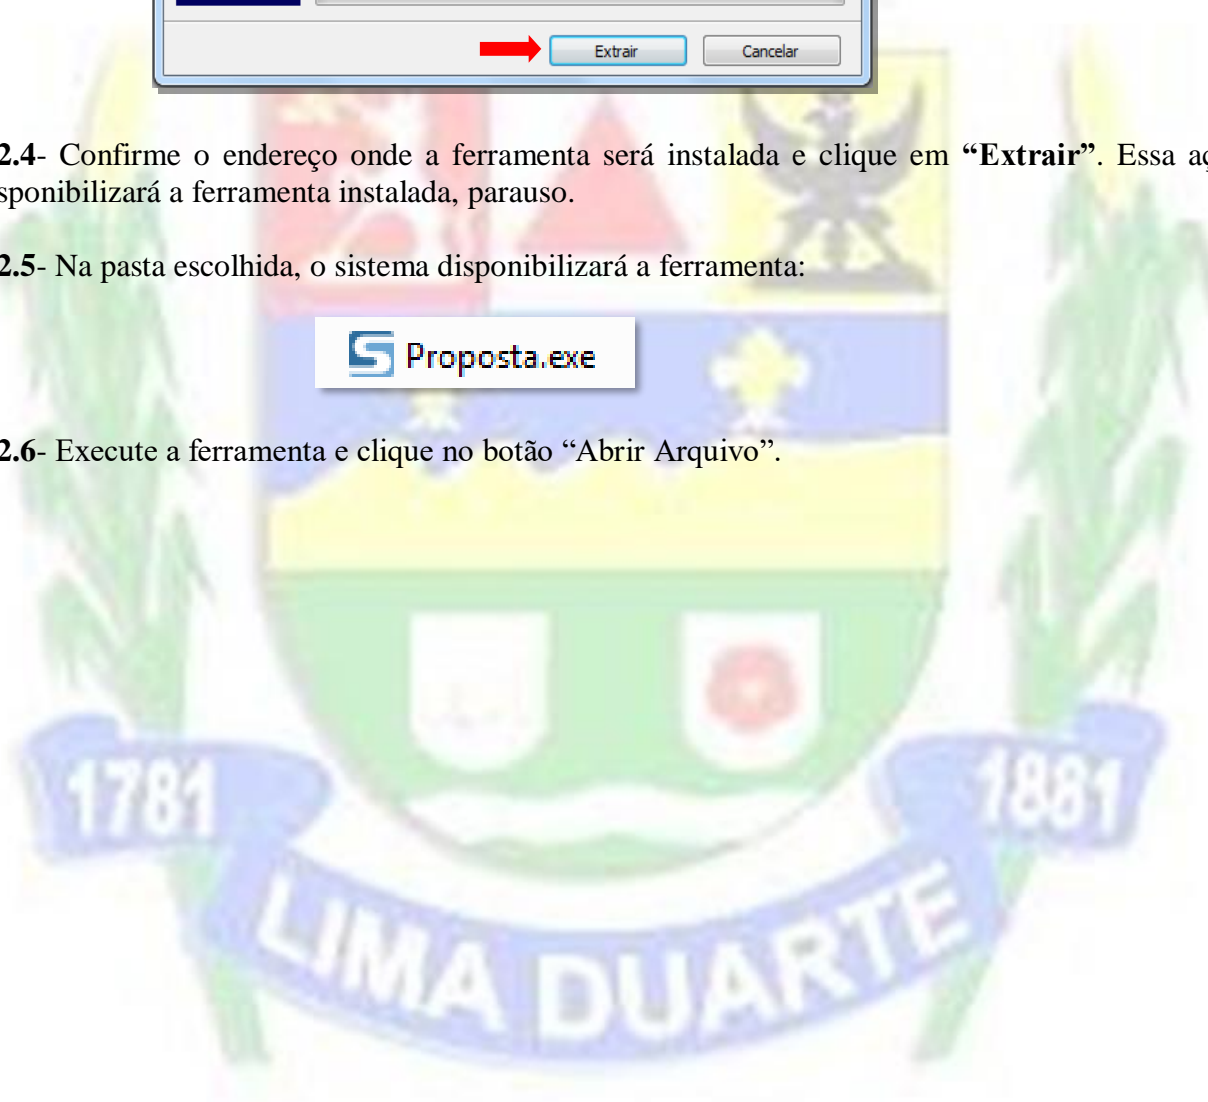 Extrair Cancelar
2.4- Confirme o endereço onde a ferramenta será instalada e clique em “Extrair”. Essa aç
sponibilizará a ferramenta instalada, parauso.
2.5- Na pasta escolhida, o sistema disponibilizará a ferramenta:
Proposta.exe
2.6- Execute a ferramenta e clique no botão “Abrir Arquivo”.
1781 1881
LIMA DUARTE